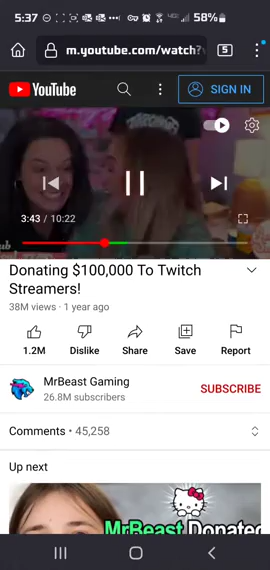 5:37
58%
m.youtube.com/watch?
5
YouTube
SIGN IN
3:43 / 10:22
Donating $100,000 To Twitch
Streamers!
38M views · 1 year ago
1.2M
Dislike
Share
Save
Report
MrBeast Gaming
26.8M subscribers
SUBSCRIBE
Comments • 45,258
Up next
MrBeast Donated